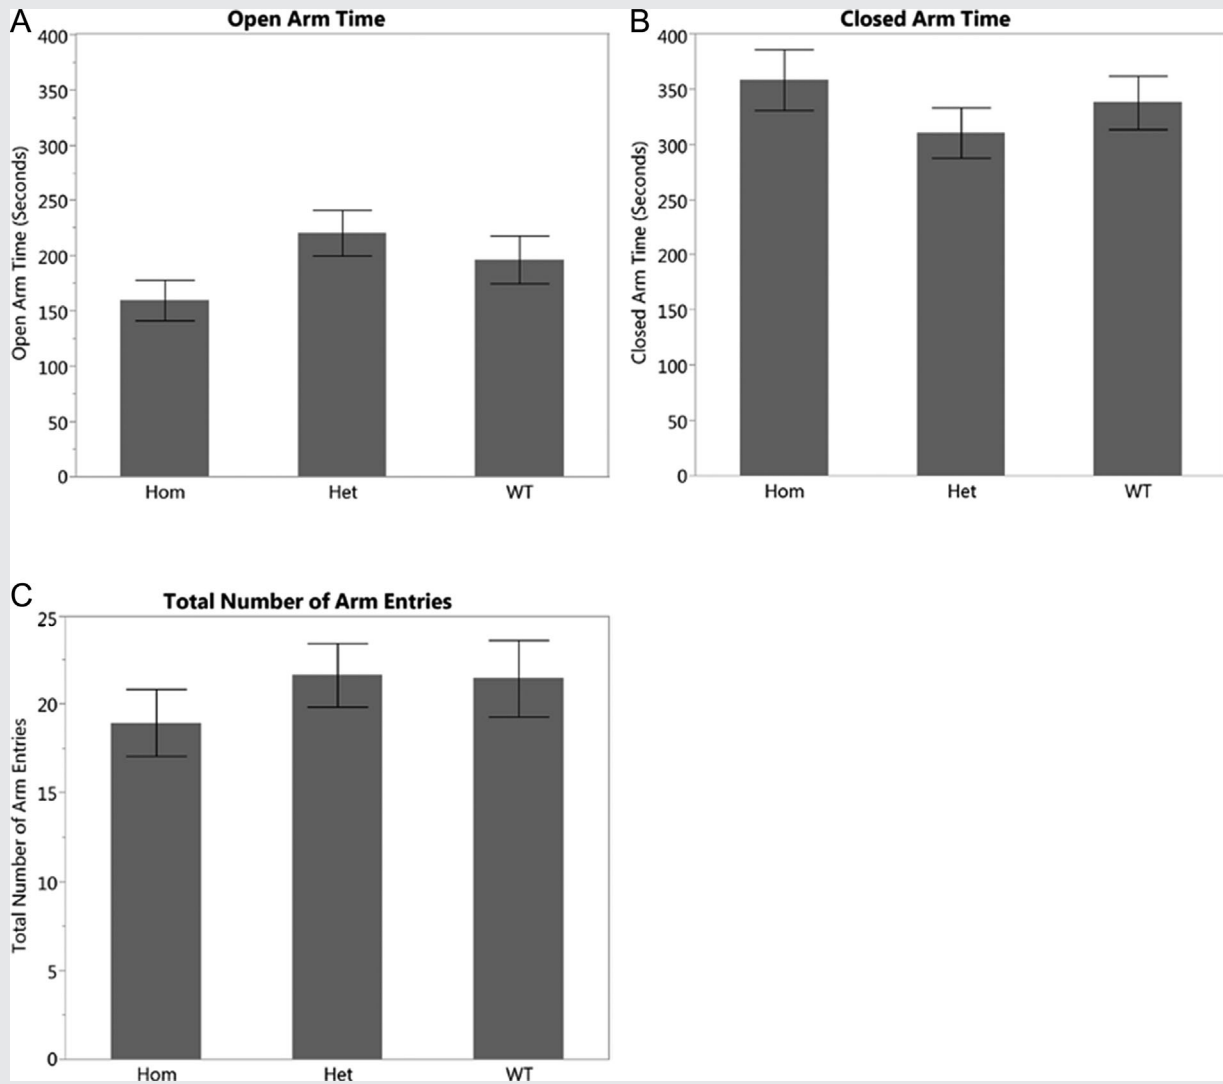 A
Open Arm Time
400
350
300
250
200
150
100
50
0
Open Arm Time (Seconds)
Hom Het WT
B
Closed Arm Time
400
350
300
250
200
150
100
50
0
Closed Arm Time (Seconds)
Hom Het WT
C
Total Number of Arm Entries
25
20
15
10
5
0
Total Number of Arm Entries
Hom Het WT